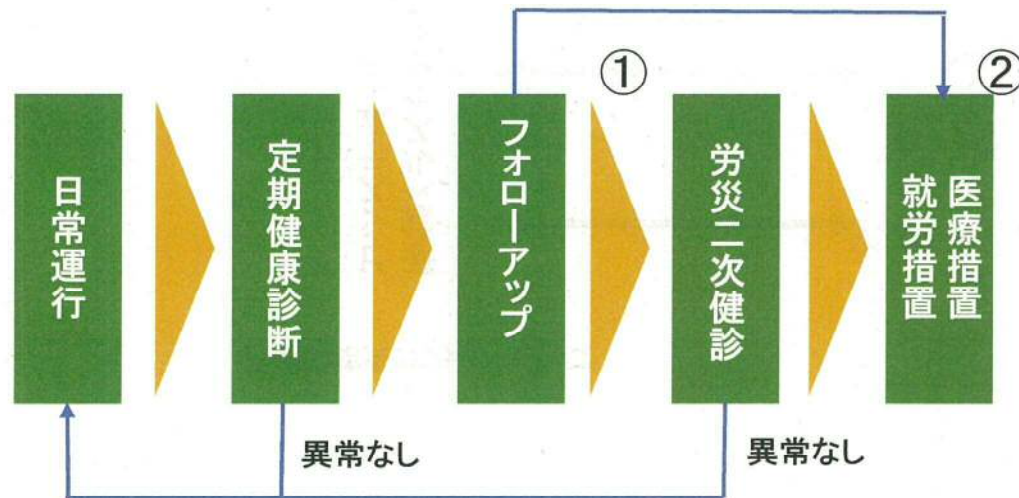 日常運行
定期健康診断
フォローアップ
①
労災二次健診
②
医療措置
就労措置
異常なし
異常なし